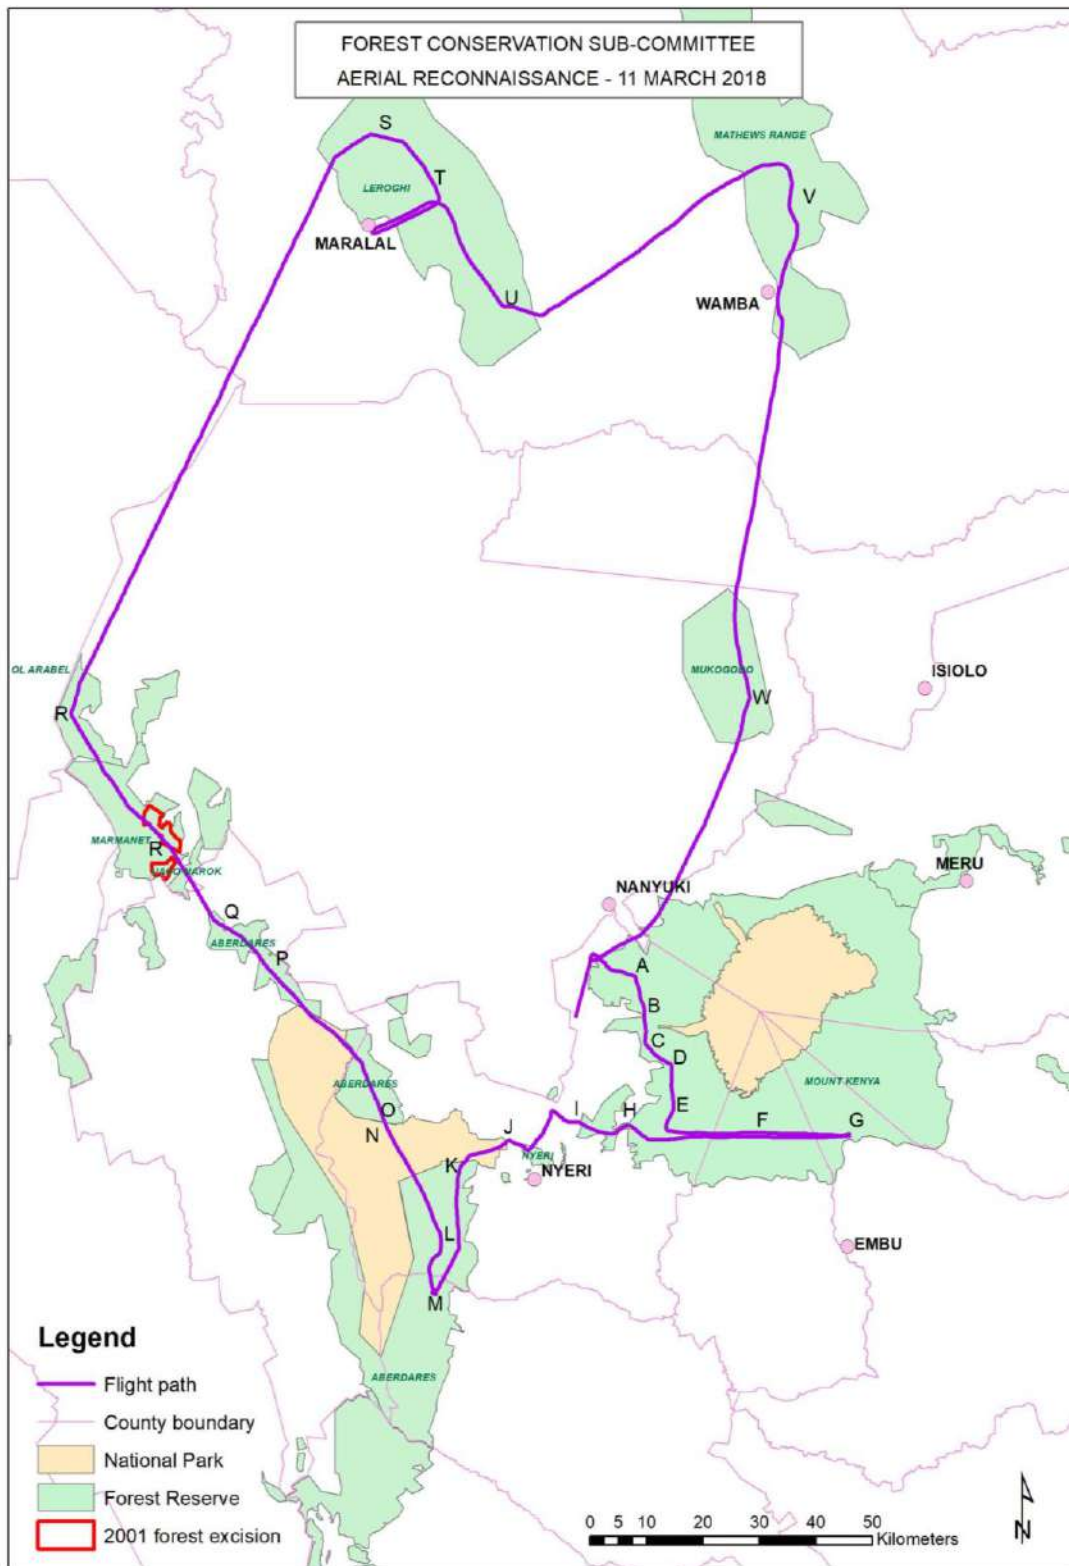 FOREST CONSERVATION SUB-COMMITTEE
AERIAL RECONNAISSANCE - 11 MARCH 2018
S
MATHEWS RANGE
T
LEROGHI
V
MARALAL
U
WAMBA
OL ARABEL
MUKOGODO
ISIOLO
W
R
MARMANET
R
MERU
NAROK
NANYUKI
Q
ABERDARES
P
A
B
C
D
MOUNT KENYA
ABERDARES
O
E
I
H
F
G
N
J
NYERI
K
NYERI
L
EMBU
M
Legend
ABERDARES
Flight path
County boundary
National Park
Forest Reserve
2001 forest excision
0 5 10 20 30 40 50
Kilometers
N